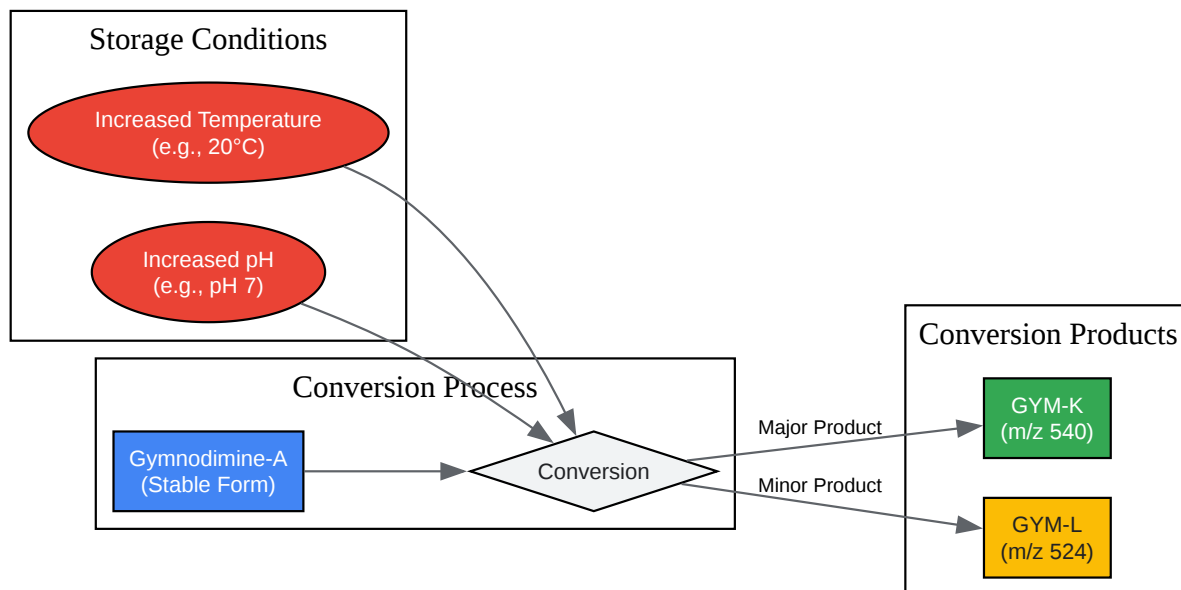 Storage Conditions
Increased Temperature
(e.g., 20°C)
Increased pH
(e.g., pH 7)
Conversion Process
Gymnodimine-A
(Stable Form)
Conversion
Major Product
Minor Product
Conversion Products
GYM-K
(m/z 540)
GYM-L
(m/z 524)